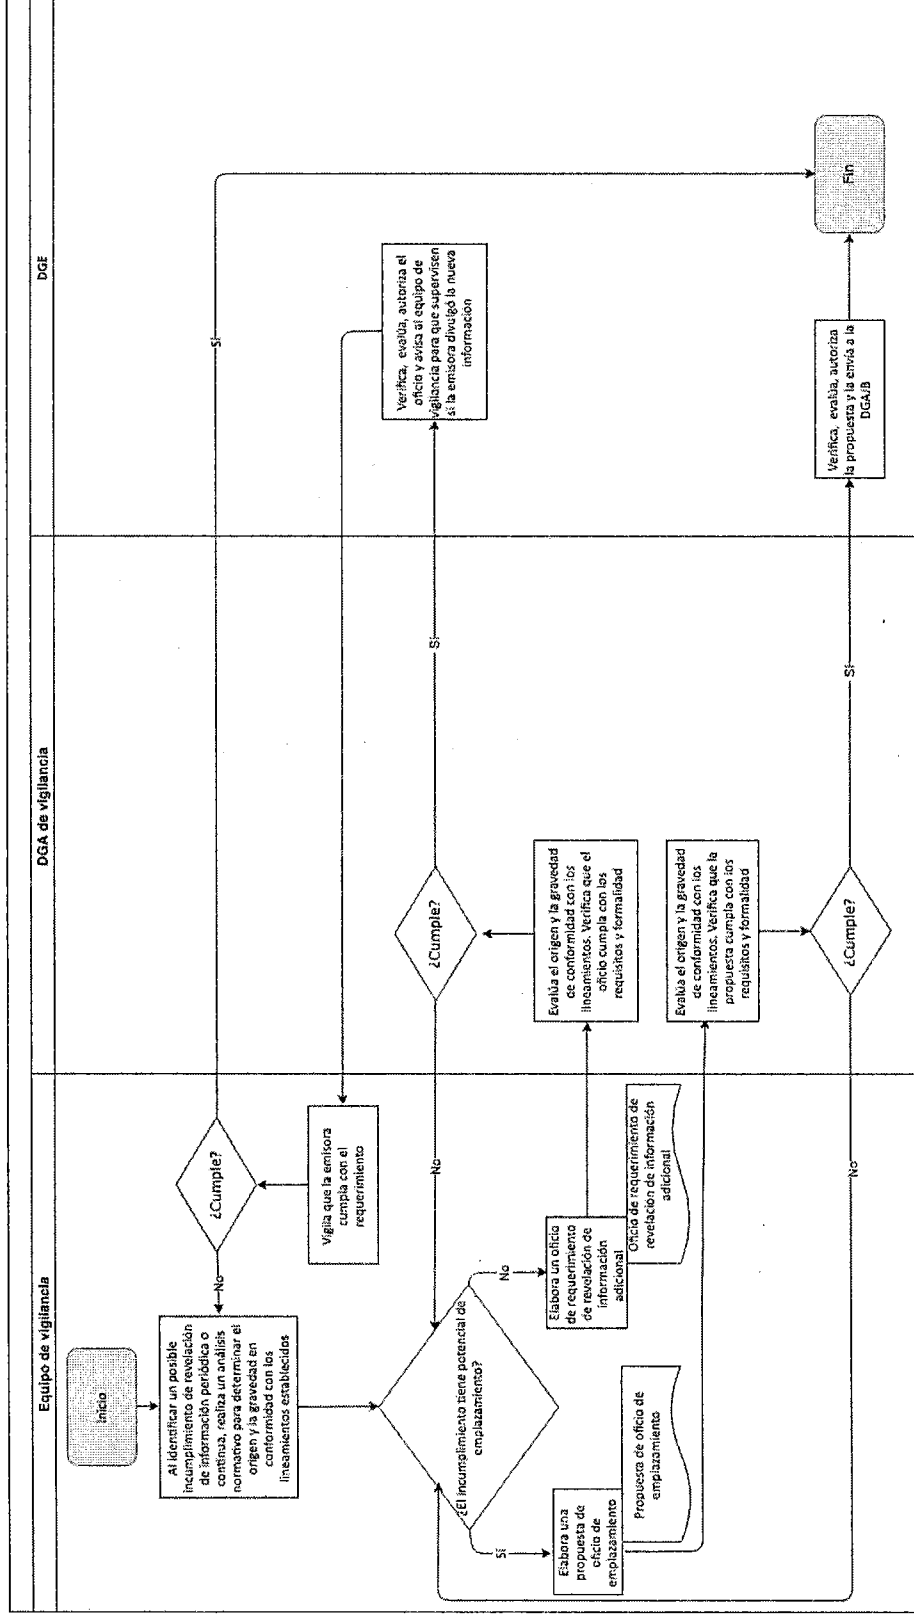 Equipo de vigilancia
DGA de vigilancia
DGE
Inicio
Al identificar un posible
incumplimiento de revelación
de información periódica o
continua, realiza un análisis
normativo para determinar el
origen y la gravedad en
conformidad con los
lineamientos establecidos
¿Cumple?
No
Si
Vigila que la emisora
cumpla con el
requerimiento
Verifica, evalúa, autoriza el
oficio y avisa al equipo de
vigilancia para que supervisen
si la emisora divulgó la nueva
informacion
¿El incumplimiento tiene potencial de
emplazamiento?
No
Si
¿Cumple?
No
Si
Elabora un oficio
de requerimiento
de revelación de
información
adicional
Oficio de requerimiento de
revelación de información
adicional
Evalúa el origen y la gravedad
de conformidad con los
lineamientos. Verifica que el
oficio cumpla con los
requisitos y formalidad
Elabora una
propuesta de
oficio de
emplazamiento
Propuesta de oficio de
emplazamiento
Evalúa el origen y la gravedad
de conformidad con los
lineamientos. Verifica que la
propuesta cumpla con los
requisitos y formalidad
¿Cumple?
No
Si
Verifica, evalúa, autoriza
la propuesta y la envía a la
DGAJB
Fin